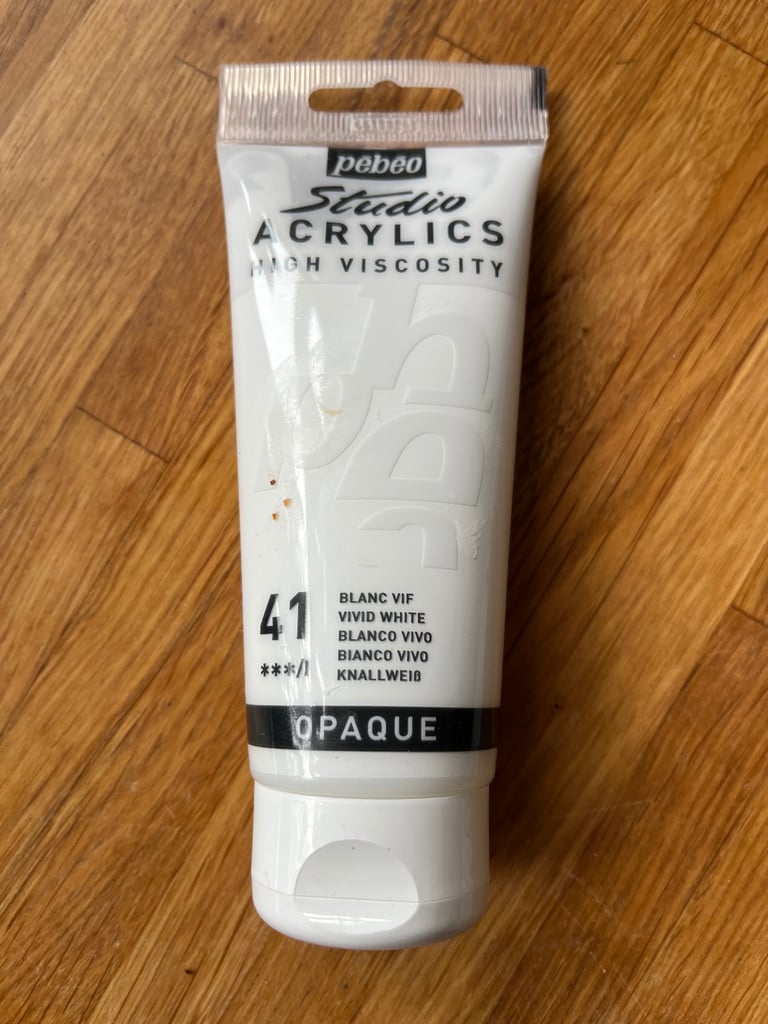 pébéo
Studio
ACRYLICS
HIGH VISCOSITY
41
***/I
BLANC VIF
VIVID WHITE
BLANCO VIVO
BIANCO VIVO
KNALLWEIß
OPAQUE